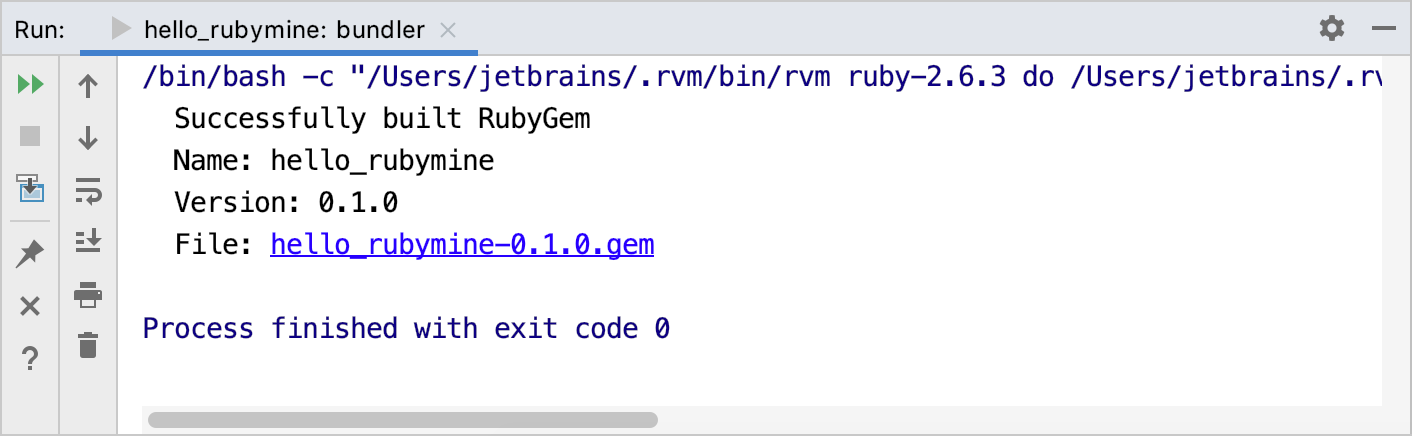 Run: hello_rubymine: bundler
/bin/bash -c "/Users/jetbrains/.rvm/bin/rvm ruby-2.6.3 do /Users/jetbrains/.rv
Successfully built RubyGem
Name: hello_rubymine
Version: 0.1.0
File: hello_rubymine-0.1.0.gem
Process finished with exit code 0